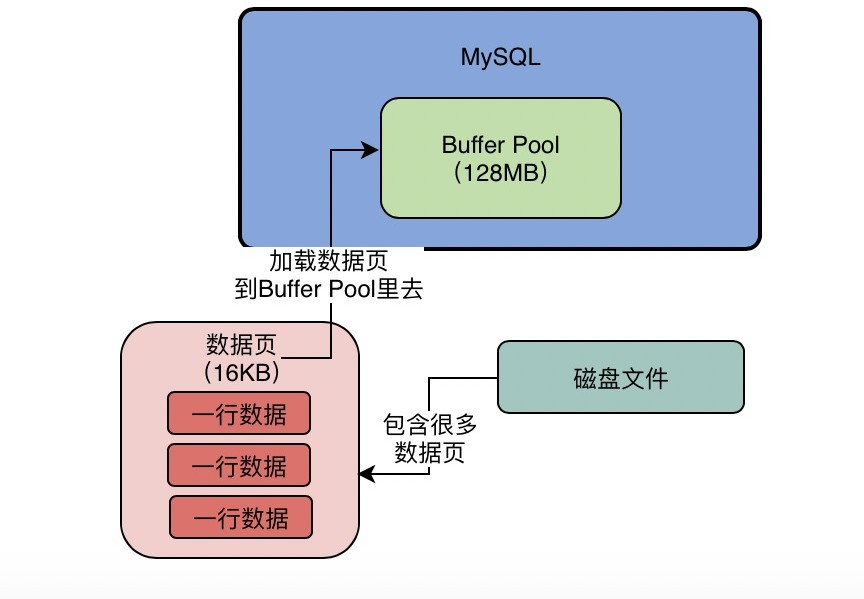 MySQL
Buffer Pool
（128MB）
加载数据页
到Buffer Pool里去
数据页
（16KB）
一行数据
一行数据
一行数据
磁盘文件
包含很多
数据页